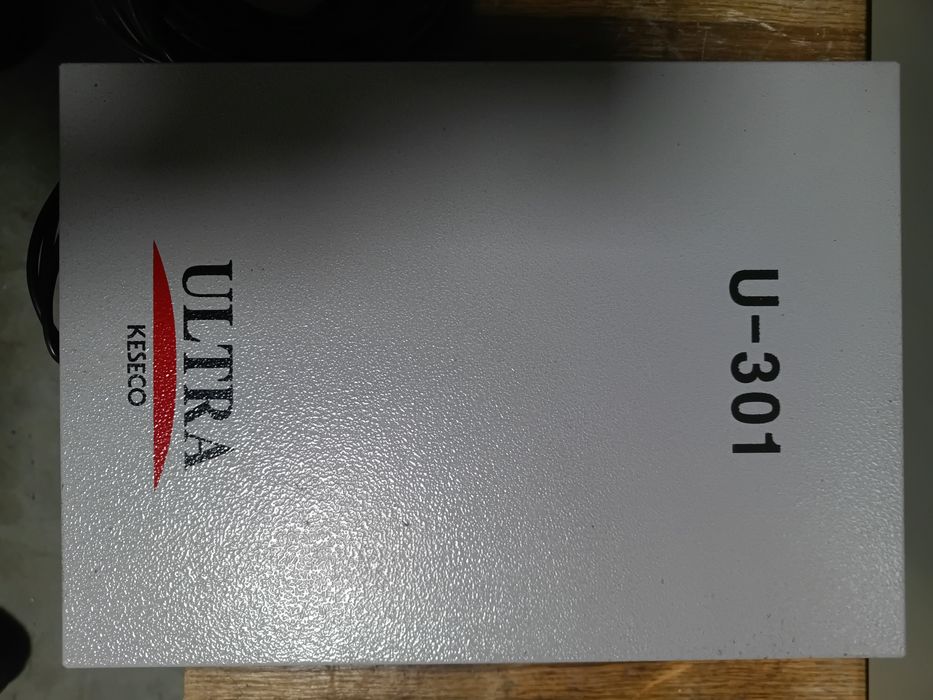 U-301
ULTRA
KESECO